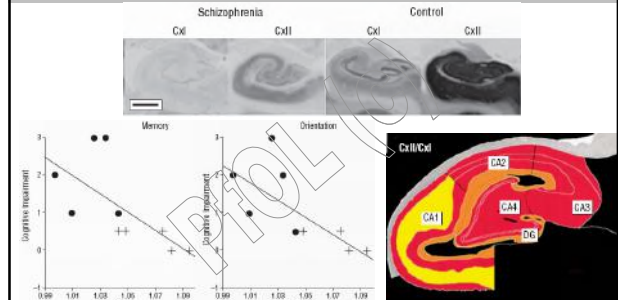 Schizophrenia Control
CxI CxII CxI CxII
Memory Orientation
Cognitive Impairment
3
2
1
0
-1
0.99 1.01 1.03 1.05 1.07 1.09
Cognitive Impairment
3
2
1
0
-1
0.99 1.01 1.03 1.05 1.07 1.09
CxII/CxI
CA2
CA1
CA4
CA3
DG